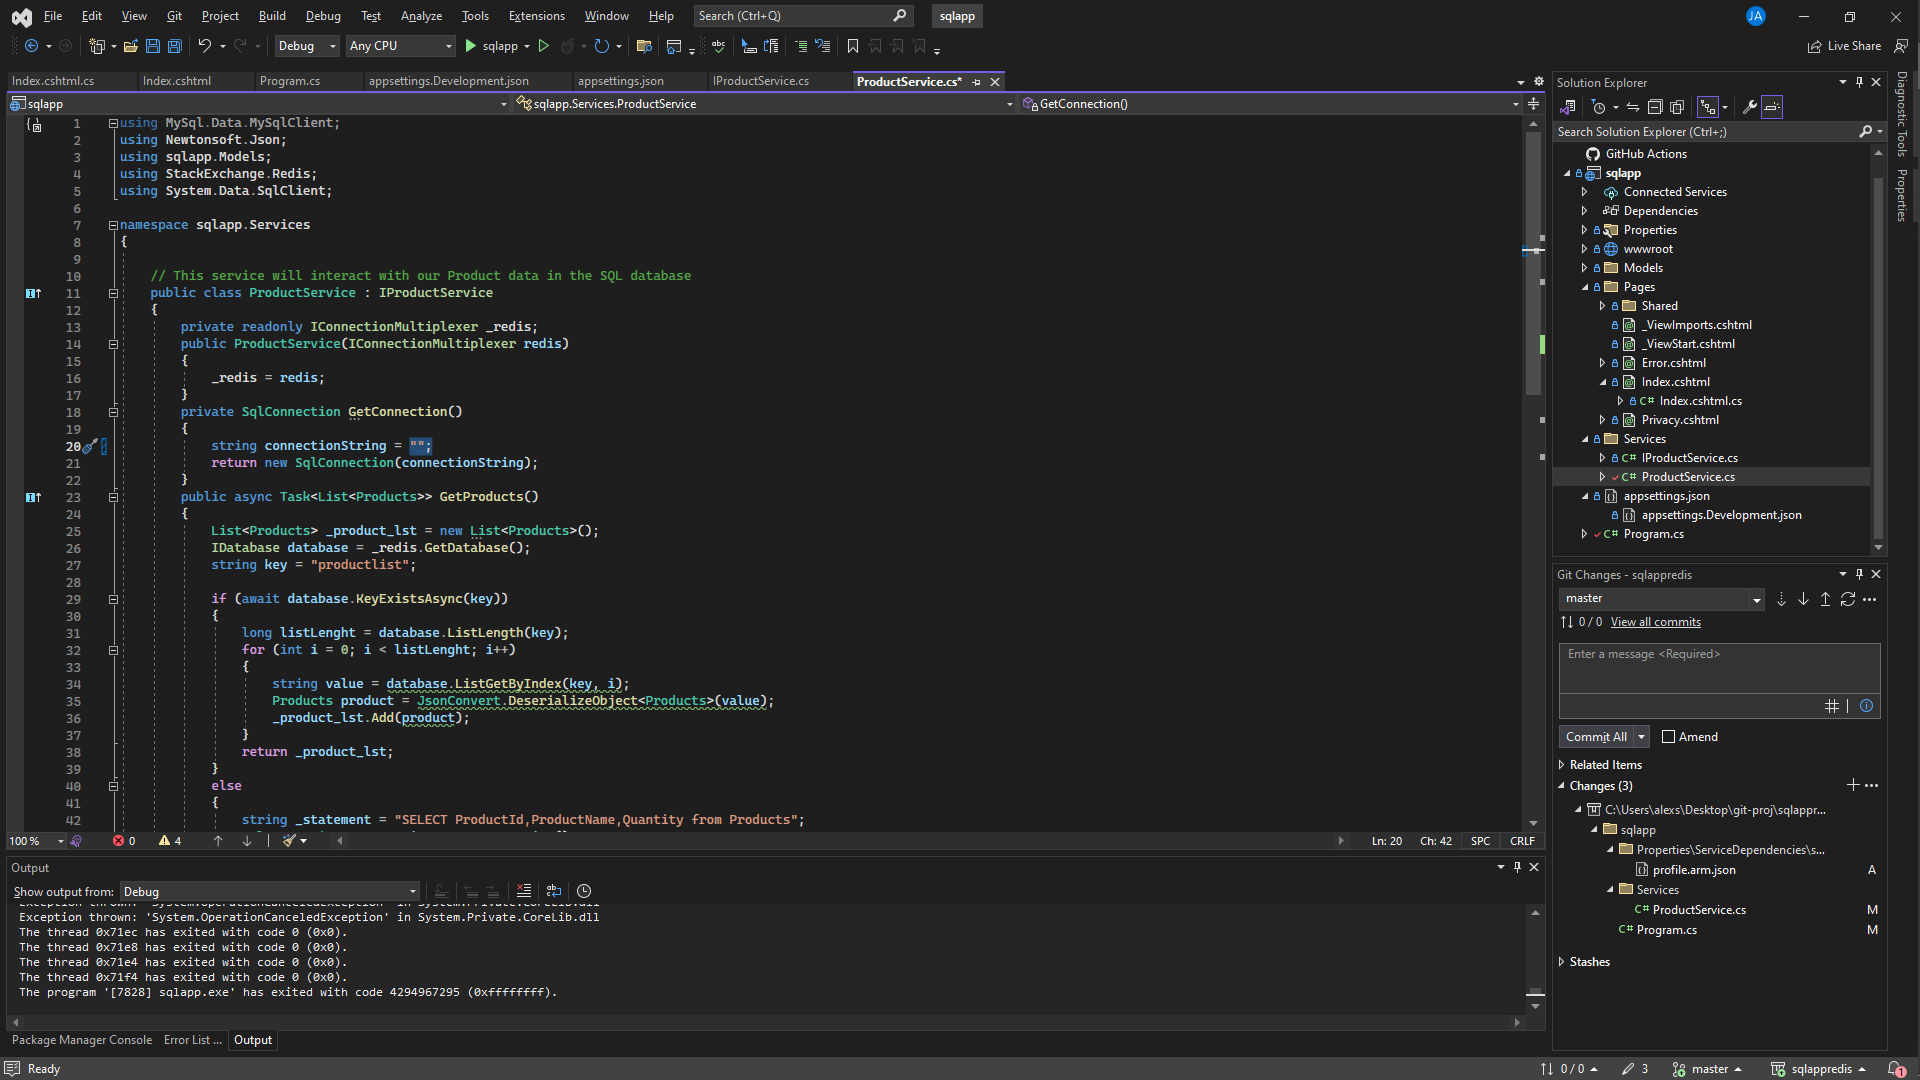 File Edit View Git Project Build Debug Test Analyze Tools Extensions Window Help Search (Ctrl+Q) sqlapp JA
Debug Any CPU sqlapp Live Share
Index.cshtml.cs Index.cshtml Program.cs appsettings.Development.json appsettings.json IProductService.cs ProductService.cs*
sqlapp sqlapp.Services.ProductService GetConnection()
1 using MySql.Data.MySqlClient;
2 using Newtonsoft.Json;
3 using sqlapp.Models;
4 using StackExchange.Redis;
5 using System.Data.SqlClient;
6
7 namespace sqlapp.Services
8 {
9
10 // This service will interact with our Product data in the SQL database
11 public class ProductService : IProductService
12 {
13 private readonly IConnectionMultiplexer _redis;
14 public ProductService(IConnectionMultiplexer redis)
15 {
16 _redis = redis;
17 }
18 private SqlConnection GetConnection()
19 {
20 string connectionString = "";
21 return new SqlConnection(connectionString);
22 }
23 public async Task<List<Products>> GetProducts()
24 {
25 List<Products> _product_lst = new List<Products>();
26 IDatabase database = _redis.GetDatabase();
27 string key = "productlist";
28
29 if (await database.KeyExistsAsync(key))
30 {
31 long listLenght = database.ListLength(key);
32 for (int i = 0; i < listLenght; i++)
33 {
34 string value = database.ListGetByIndex(key, i);
35 Products product = JsonConvert.DeserializeObject<Products>(value);
36 _product_lst.Add(product);
37 }
38 return _product_lst;
39 }
40 else
41 {
42 string _statement = "SELECT ProductId,ProductName,Quantity from Products";
100 % 0 4 Ln: 20 Ch: 42 SPC CRLF
Output
Show output from: Debug
Exception thrown: 'System.OperationCanceledException' in System.Private.CoreLib.dll
Exception thrown: 'System.OperationCanceledException' in System.Private.CoreLib.dll
The thread 0x71ec has exited with code 0 (0x0).
The thread 0x71e8 has exited with code 0 (0x0).
The thread 0x71e4 has exited with code 0 (0x0).
The thread 0x71f4 has exited with code 0 (0x0).
The program '[7828] sqlapp.exe' has exited with code 4294967295 (0xffffffff).
Package Manager Console Error List ... Output
Solution Explorer
Search Solution Explorer (Ctrl+;)
GitHub Actions
sqlapp
Connected Services
Dependencies
Properties
wwwroot
Models
Pages
Shared
_ViewImports.cshtml
_ViewStart.cshtml
Error.cshtml
Index.cshtml
C# Index.cshtml.cs
Privacy.cshtml
Services
C# IProductService.cs
C# ProductService.cs
appsettings.json
appsettings.Development.json
C# Program.cs
Git Changes - sqlappredis
master
0 / 0 View all commits
Enter a message <Required>
Commit All Amend
Related Items
Changes (3)
C:\Users\alexs\Desktop\git-proj\sqlappr...
sqlapp
Properties\ServiceDependencies\s...
profile.arm.json A
Services
C# ProductService.cs M
C# Program.cs M
Stashes
Diagnostic Tools
Properties
Ready 0 / 0 3 master sqlappredis 1